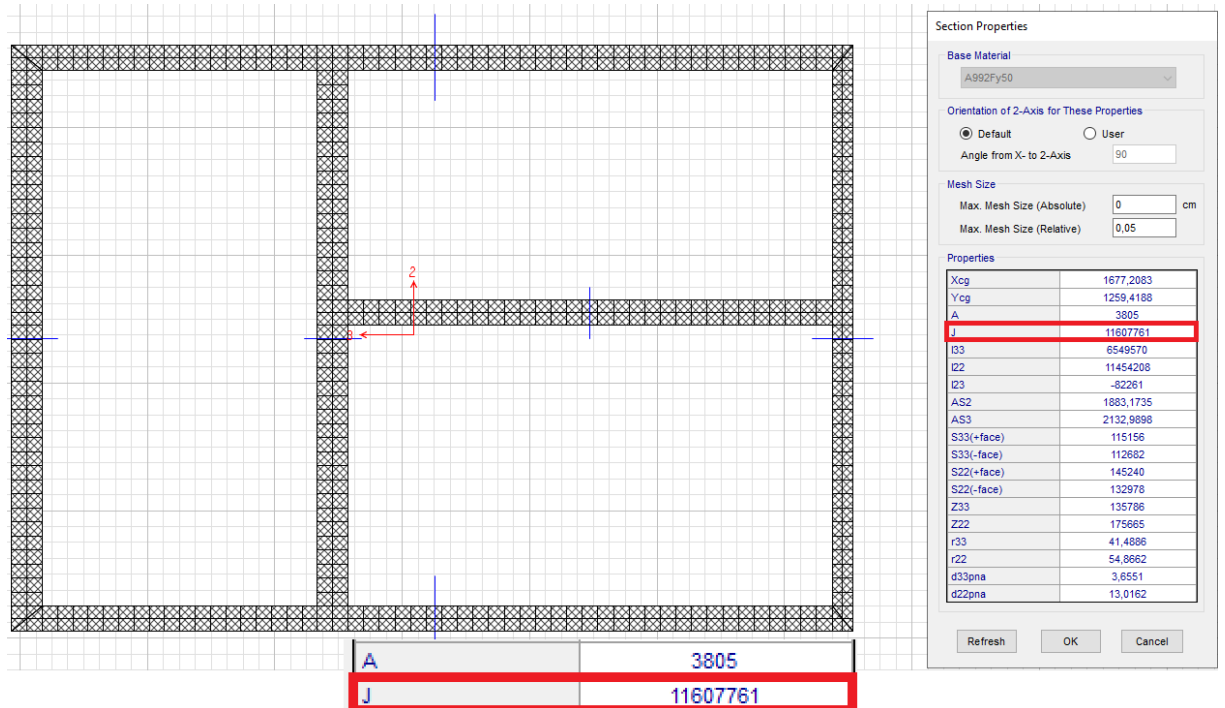 Section Properties
Base Material
A992Fy50
Orientation of 2-Axis for These Properties
Default User
Angle from X- to 2-Axis 90
Mesh Size
Max. Mesh Size (Absolute) 0 cm
Max. Mesh Size (Relative) 0,05
Properties
Xcg 1677,2083
Ycg 1259,4188
A 3805
J 11607761
I33 6549570
I22 11454208
I23 -82261
AS2 1883,1735
AS3 2132,9898
S33(+face) 115156
S33(-face) 112682
S22(+face) 145240
S22(-face) 132978
Z33 135786
Z22 175665
r33 41,4886
r22 54,8662
d33pna 3,6551
d22pna 13,0162
Refresh OK Cancel
2
3
A 3805
J 11607761